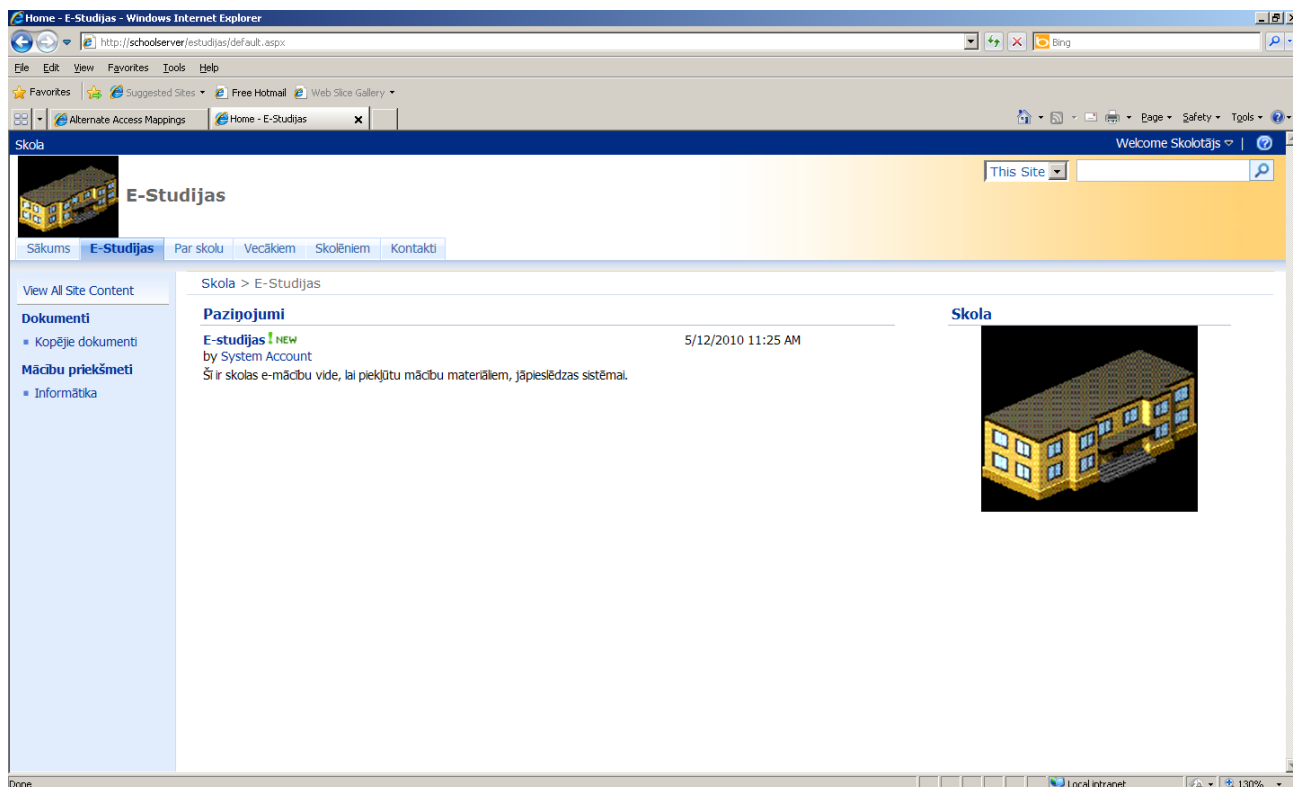 Home - E-Studijas - Windows Internet Explorer
http://schoolserver/estudijas/default.aspx
Bing
File Edit View Favorites Tools Help
Favorites Suggested Sites Free Hotmail Web Slice Gallery
Alternate Access Mappings Home - E-Studijas x Page Safety Tools
Skola Welcome Skolotājs |
This Site
E-Studijas
Sākums E-Studijas Par skolu Vecākiem Skolēniem Kontakti
View All Site Content
Dokumenti
Kopējie dokumenti
Mācību priekšmeti
Informātika
Skola > E-Studijas
Paziņojumi
E-studijas ! NEW 5/12/2010 11:25 AM
by System Account
Šī ir skolas e-mācību vide, lai piekļūtu mācību materiāliem, jāpieslēdzas sistēmai.
Skola
Done Local intranet 130%